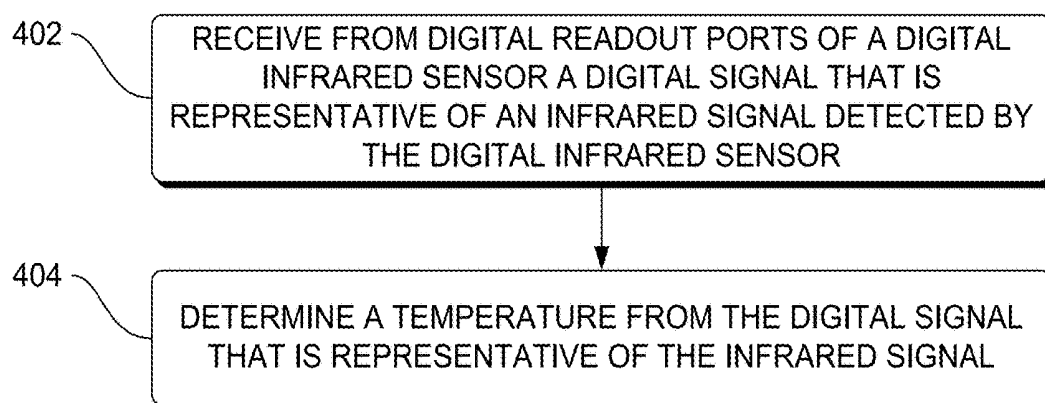 402
RECEIVE FROM DIGITAL READOUT PORTS OF A DIGITAL
INFRARED SENSOR A DIGITAL SIGNAL THAT IS
REPRESENTATIVE OF AN INFRARED SIGNAL DETECTED BY
THE DIGITAL INFRARED SENSOR
404
DETERMINE A TEMPERATURE FROM THE DIGITAL SIGNAL
THAT IS REPRESENTATIVE OF THE INFRARED SIGNAL